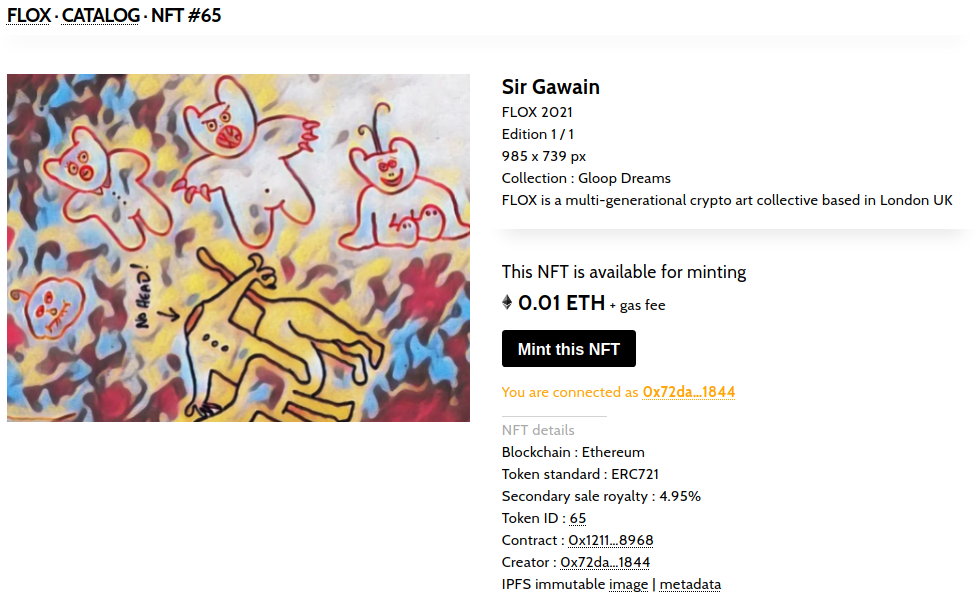 FLOX · CATALOG · NFT #65
NO HEAD!
Sir Gawain
FLOX 2021
Edition 1 / 1
985 x 739 px
Collection : Gloop Dreams
FLOX is a multi-generational crypto art collective based in London UK
This NFT is available for minting
0.01 ETH + gas fee
Mint this NFT
You are connected as 0x72da...1844
NFT details
Blockchain : Ethereum
Token standard : ERC721
Secondary sale royalty : 4.95%
Token ID : 65
Contract : 0x1211...8968
Creator : 0x72da...1844
IPFS immutable image | metadata